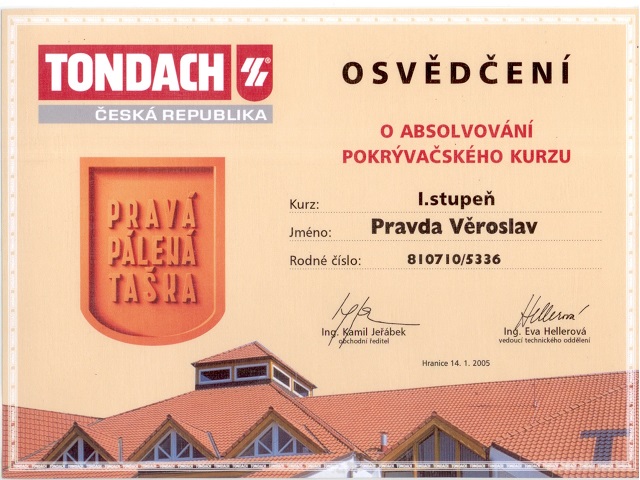 TONDACH
ČESKÁ REPUBLIKA
OSVĚDČENÍ
O ABSOLVOVÁNÍ
POKRÝVAČSKÉHO KURZU
PRAVÁ
PÁLENÁ
TAŠKA
Kurz: I.stupeň
Jméno: Pravda Věroslav
Rodné číslo: 810710/5336
Hellerová
Ing. Kamil Jeřábek
obchodní ředitel
Ing. Eva Hellerová
vedoucí technického oddělení
Hranice 14. 1. 2005